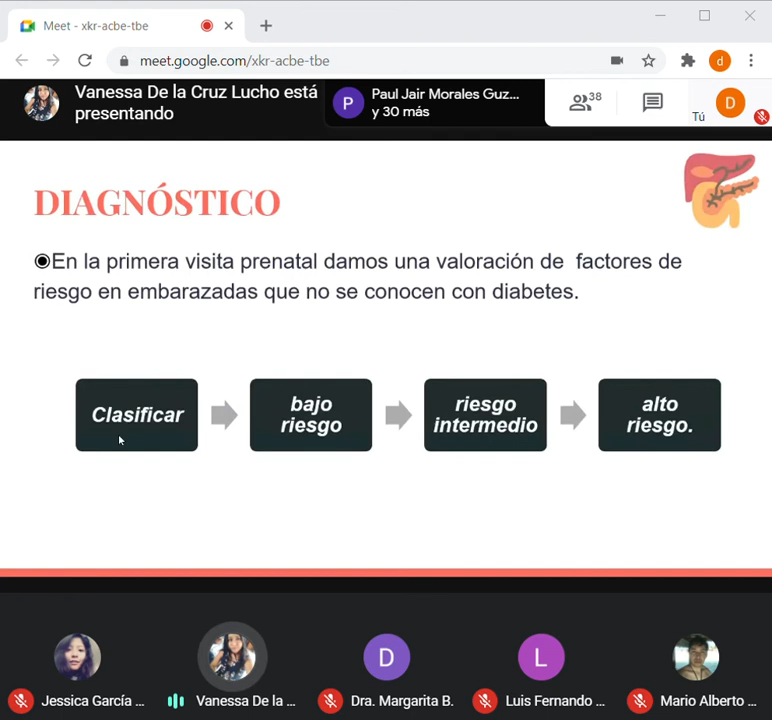 Meet - xkr-acbe-tbe
meet.google.com/xkr-acbe-tbe
d
Vanessa De la Cruz Lucho está
presentando
P
Paul Jair Morales Guz...
y 30 más
38
Tú
D
DIAGNÓSTICO
En la primera visita prenatal damos una valoración de factores de
riesgo en embarazadas que no se conocen con diabetes.
Clasificar
bajo
riesgo
riesgo
intermedio
alto
riesgo.
D
L
Jessica García ...
Vanessa De la ...
Dra. Margarita B.
Luis Fernando ...
Mario Alberto ...